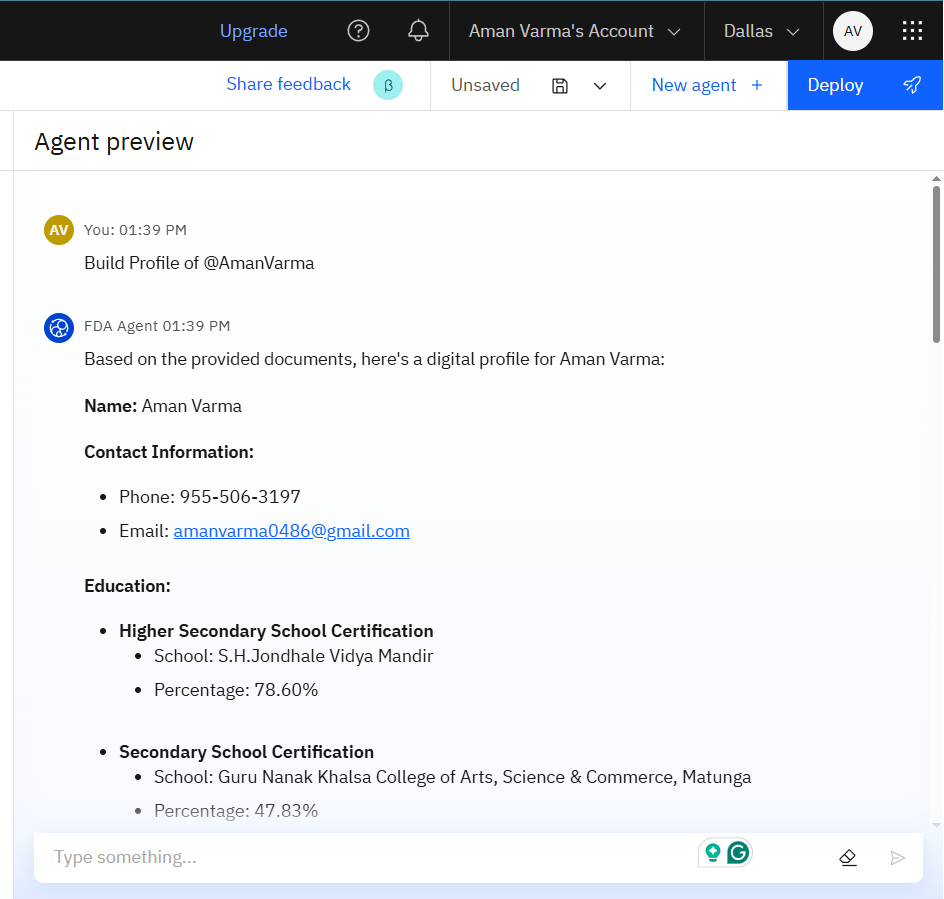 Upgrade
Aman Varma's Account
Dallas
AV
Share feedback
β
Unsaved
New agent +
Deploy
Agent preview
AV
You: 01:39 PM
Build Profile of @AmanVarma
FDA Agent 01:39 PM
Based on the provided documents, here's a digital profile for Aman Varma:
Name: Aman Varma
Contact Information:
• Phone: 955-506-3197
• Email: amanvarma0486@gmail.com
Education:
• Higher Secondary School Certification
• School: S.H.Jondhale Vidya Mandir
• Percentage: 78.60%
• Secondary School Certification
• School: Guru Nanak Khalsa College of Arts, Science & Commerce, Matunga
• Percentage: 47.83%
Type something...